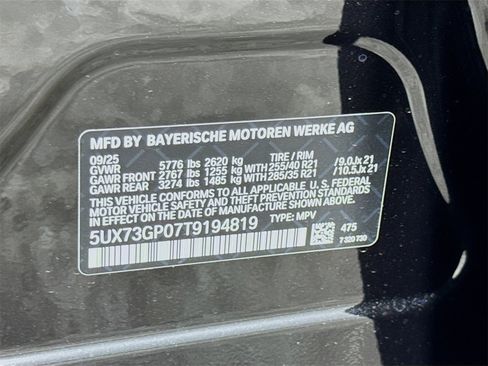 MFD BY BAYERISCHE MOTOREN WERKE AG
09/25
GVWR 5776 lbs 2620 kg TIRE / RIM
GAWR FRONT 2767 lbs 1255 kg WITH 255/40 R21 /9.0Jx21
GAWR REAR 3274 lbs 1485 kg WITH 285/35 R21 /10.5Jx21
THIS VEHICLE CONFORMS TO ALL APPLICABLE U.S. FEDERAL
MOTOR VEHICLE SAFETY AND THEFT PREVENTION STANDARDS
IN EFFECT ON THE DATE OF MANUFACTURE SHOWN ABOVE.
5UX73GP07T9194819 TYPE: MPV
475
7 320 730